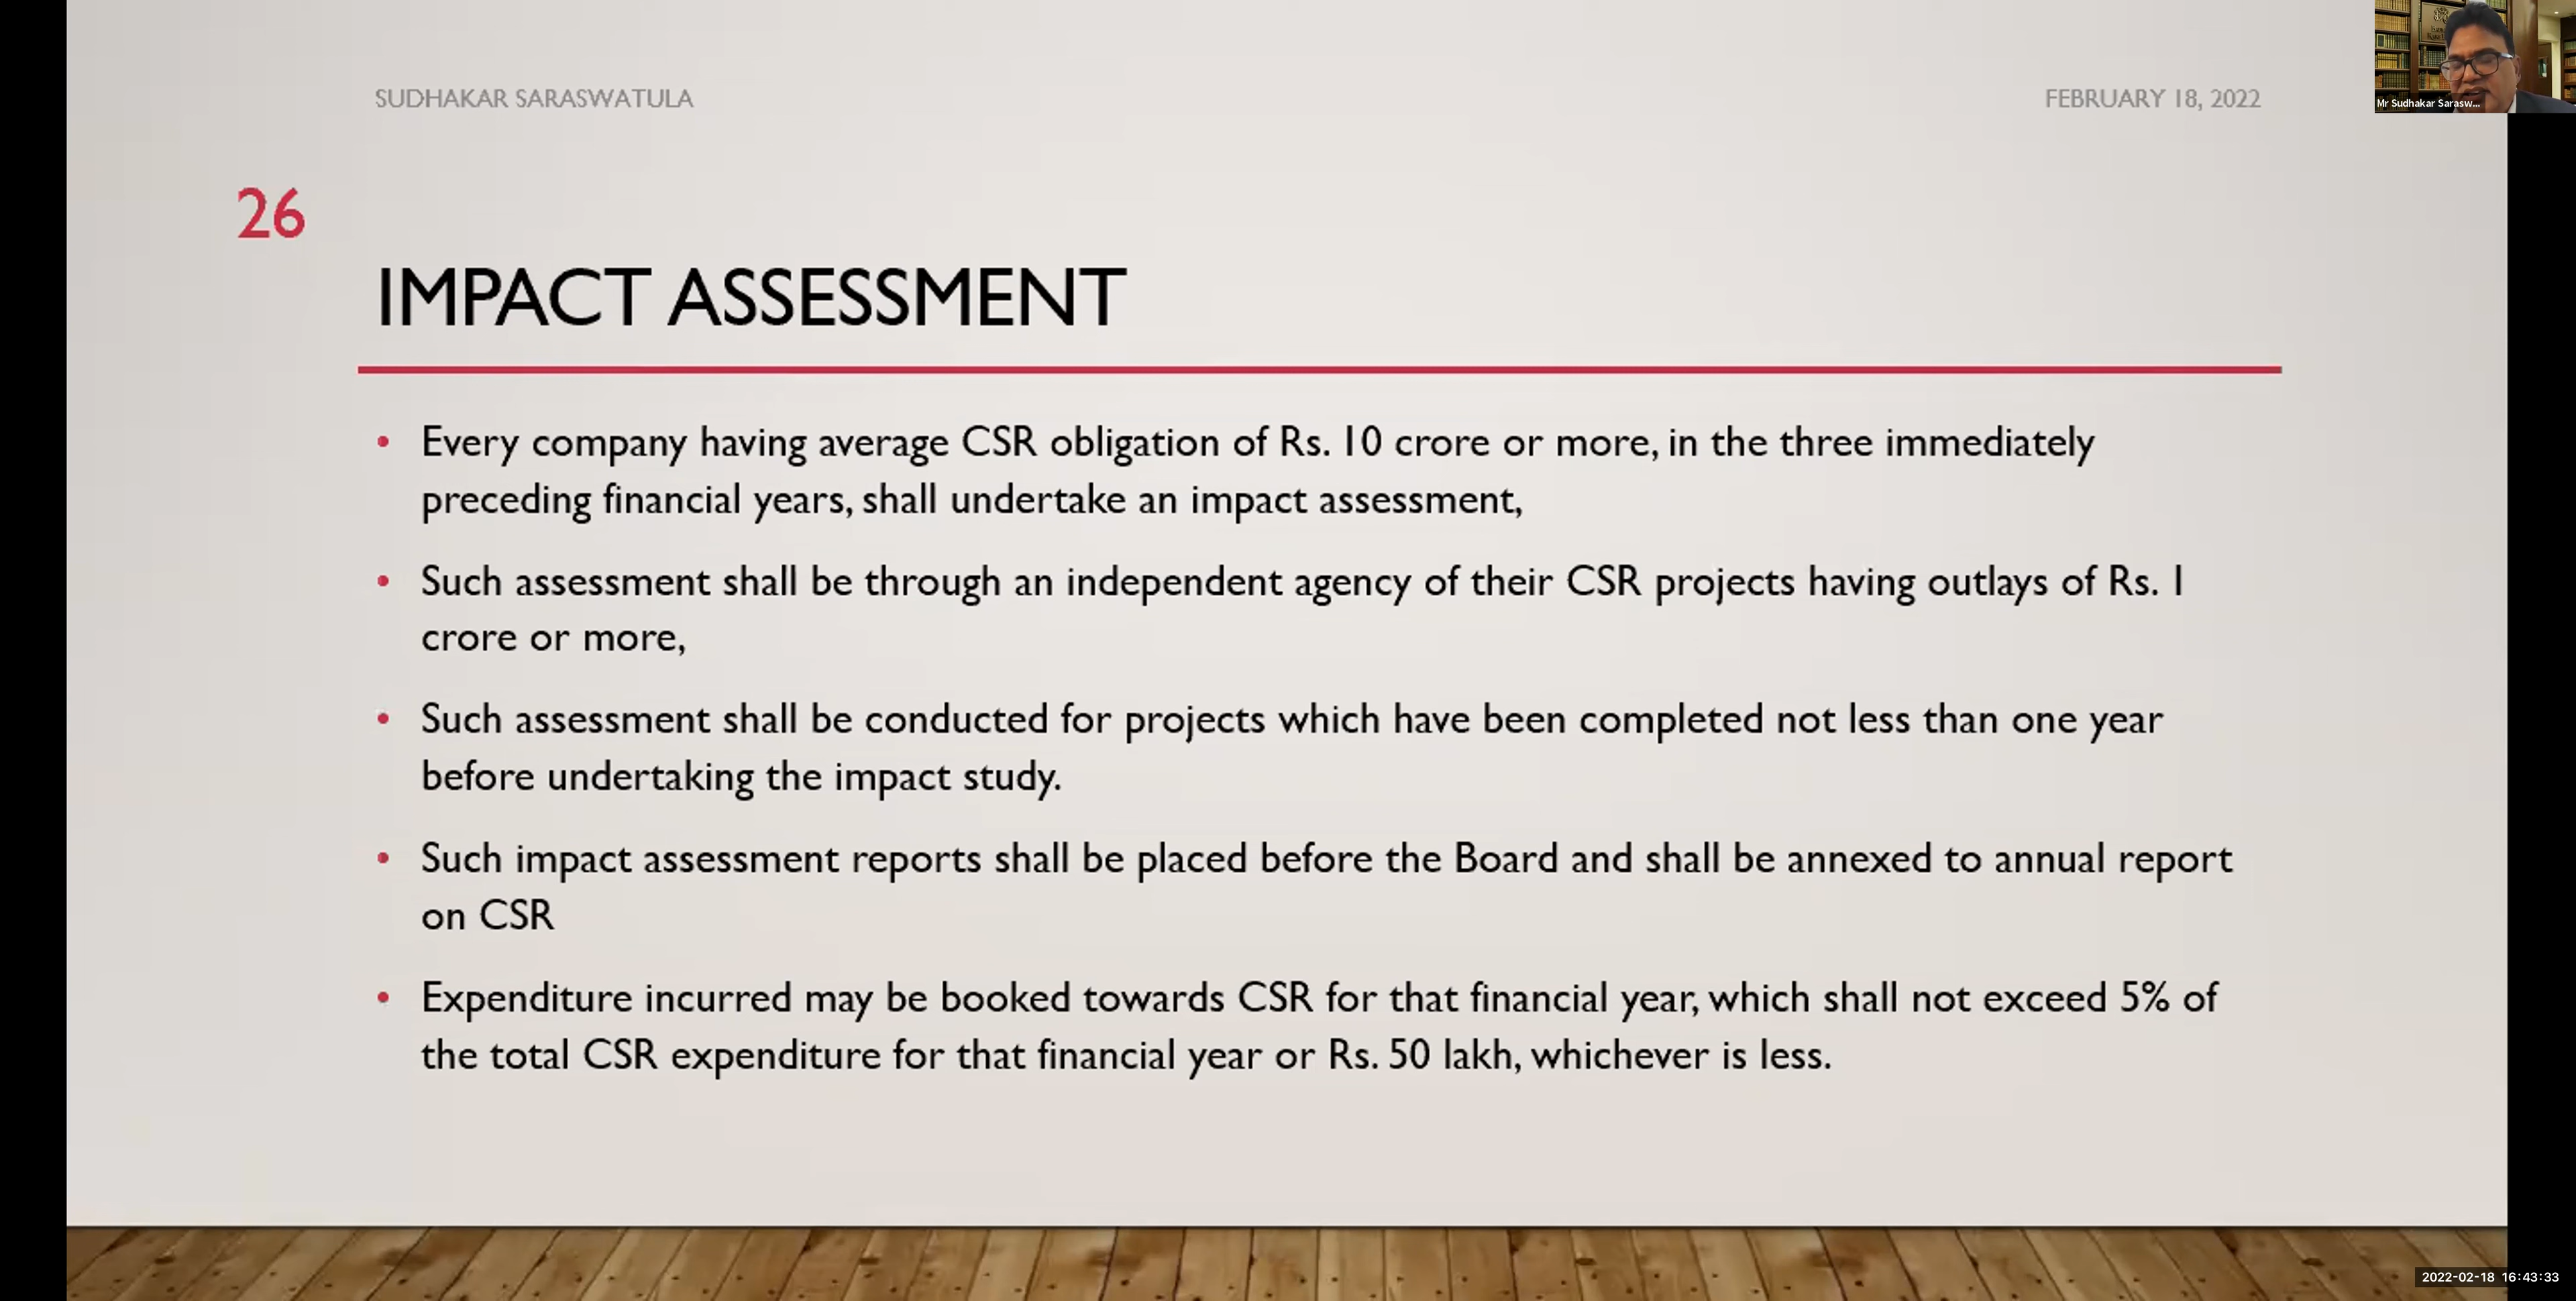 SUDHAKAR SARASWATULA
FEBRUARY 18, 2022
Mr Sudhakar Sarasw...
26
IMPACT ASSESSMENT
• Every company having average CSR obligation of Rs. 10 crore or more, in the three immediately
preceding financial years, shall undertake an impact assessment,
• Such assessment shall be through an independent agency of their CSR projects having outlays of Rs. 1
crore or more,
• Such assessment shall be conducted for projects which have been completed not less than one year
before undertaking the impact study.
• Such impact assessment reports shall be placed before the Board and shall be annexed to annual report
on CSR
• Expenditure incurred may be booked towards CSR for that financial year, which shall not exceed 5% of
the total CSR expenditure for that financial year or Rs. 50 lakh, whichever is less.
2022-02-18 16:43:33